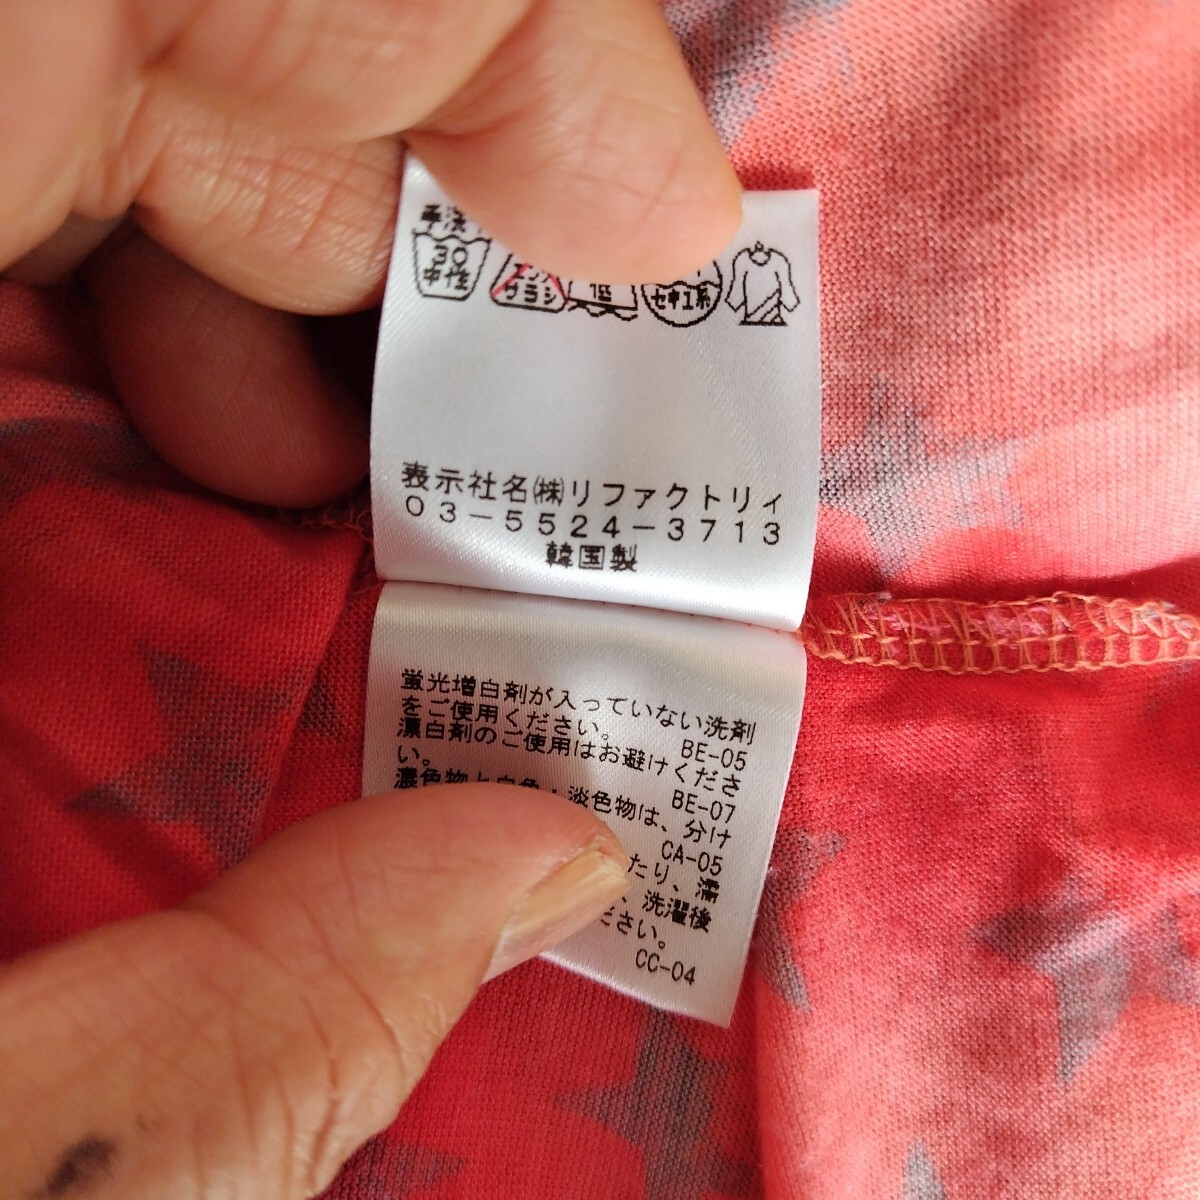 手洗イ
30
中性
エンソ
サラシ
低
セキユ系
表示社名㈱リファクトリィ
03-5524-3713
韓国製
蛍光増白剤が入っていない洗剤
をご使用ください。 BE-05
漂白剤のご使用はお避けくださ
い。 BE-07
濃色物と白色・淡色物は、分け
CA-05
たり、濡
、洗濯後
ださい。
CC-04